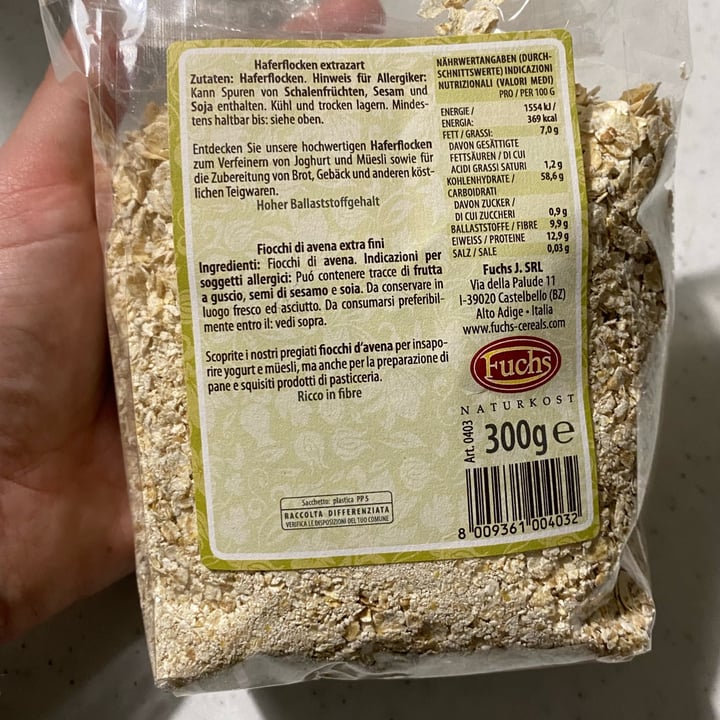 Haferflocken extrazart
Zutaten: Haferflocken. Hinweis für Allergiker:
Kann Spuren von Schalenfrüchten, Sesam und
Soja enthalten. Kühl und trocken lagern. Mindes-
tens haltbar bis: siehe oben.
Entdecken Sie unsere hochwertigen Haferflocken
zum Verfeinern von Joghurt und Müesli sowie für
die Zubereitung von Brot, Gebäck und anderen köst-
lichen Teigwaren.
Hoher Ballaststoffgehalt
Fiocchi di avena extra fini
Ingredienti: Fiocchi di avena. Indicazioni per
soggetti allergici: Puó contenere tracce di frutta
a guscio, semi di sesamo e soia. Da conservare in
luogo fresco ed asciutto. Da consumarsi preferibil-
mente entro il: vedi sopra.
Scoprite i nostri pregiati fiocchi d'avena per insapo-
rire yogurt e müesli, ma anche per la preparazione di
pane e squisiti prodotti di pasticceria.
Ricco in fibre
Sacchetto: plastica PP 5
RACCOLTA DIFFERENZIATA
VERIFICA LE DISPOSIZIONI DEL TUO COMUNE
NÄHRWERTANGABEN (DURCH-
SCHNITTSWERTE) INDICAZIONI
NUTRIZIONALI (VALORI MEDI)
PRO / PER 100 G
ENERGIE / 1554 kJ /
ENERGIA: 369 kcal
FETT / GRASSI: 7,0 g
DAVON GESÄTTIGTE
FETTSÄUREN / DI CUI
ACIDI GRASSI SATURI 1,2 g
KOHLENHYDRATE / 58,6 g
CARBOIDRATI
DAVON ZUCKER /
DI CUI ZUCCHERI 0,9 g
BALLASTSTOFFE / FIBRE 9,9 g
EIWEISS / PROTEINE 12,9 g
SALZ / SALE 0,03 g
Fuchs J. SRL
Via della Palude 11
I-39020 Castelbello (BZ)
Alto Adige • Italia
www.fuchs-cereals.com
Fuchs
NATURKOST
Art. 0403
300g e
8 009361 004032